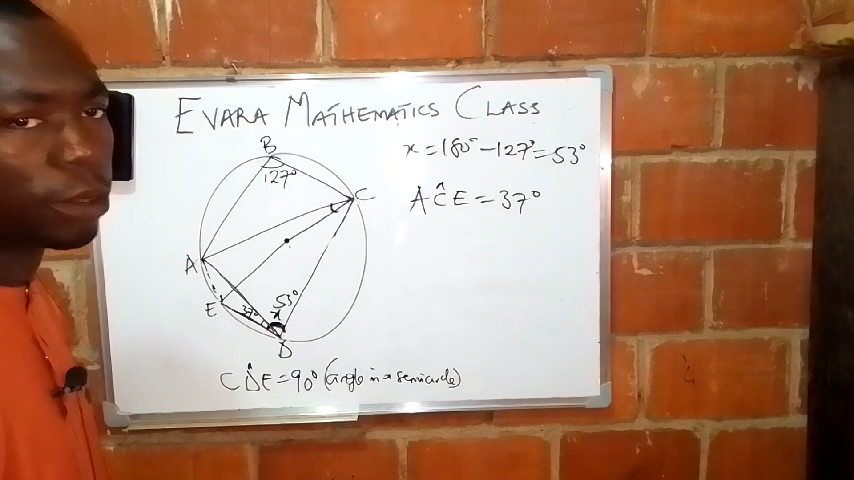 EVARA MATHEMATICS CLASS
B
127°
C
x = 180° - 127° = 53°
AĈE = 37°
A
E
37°
53°
x
D
CD̂E = 90° (angle in a semicircle)